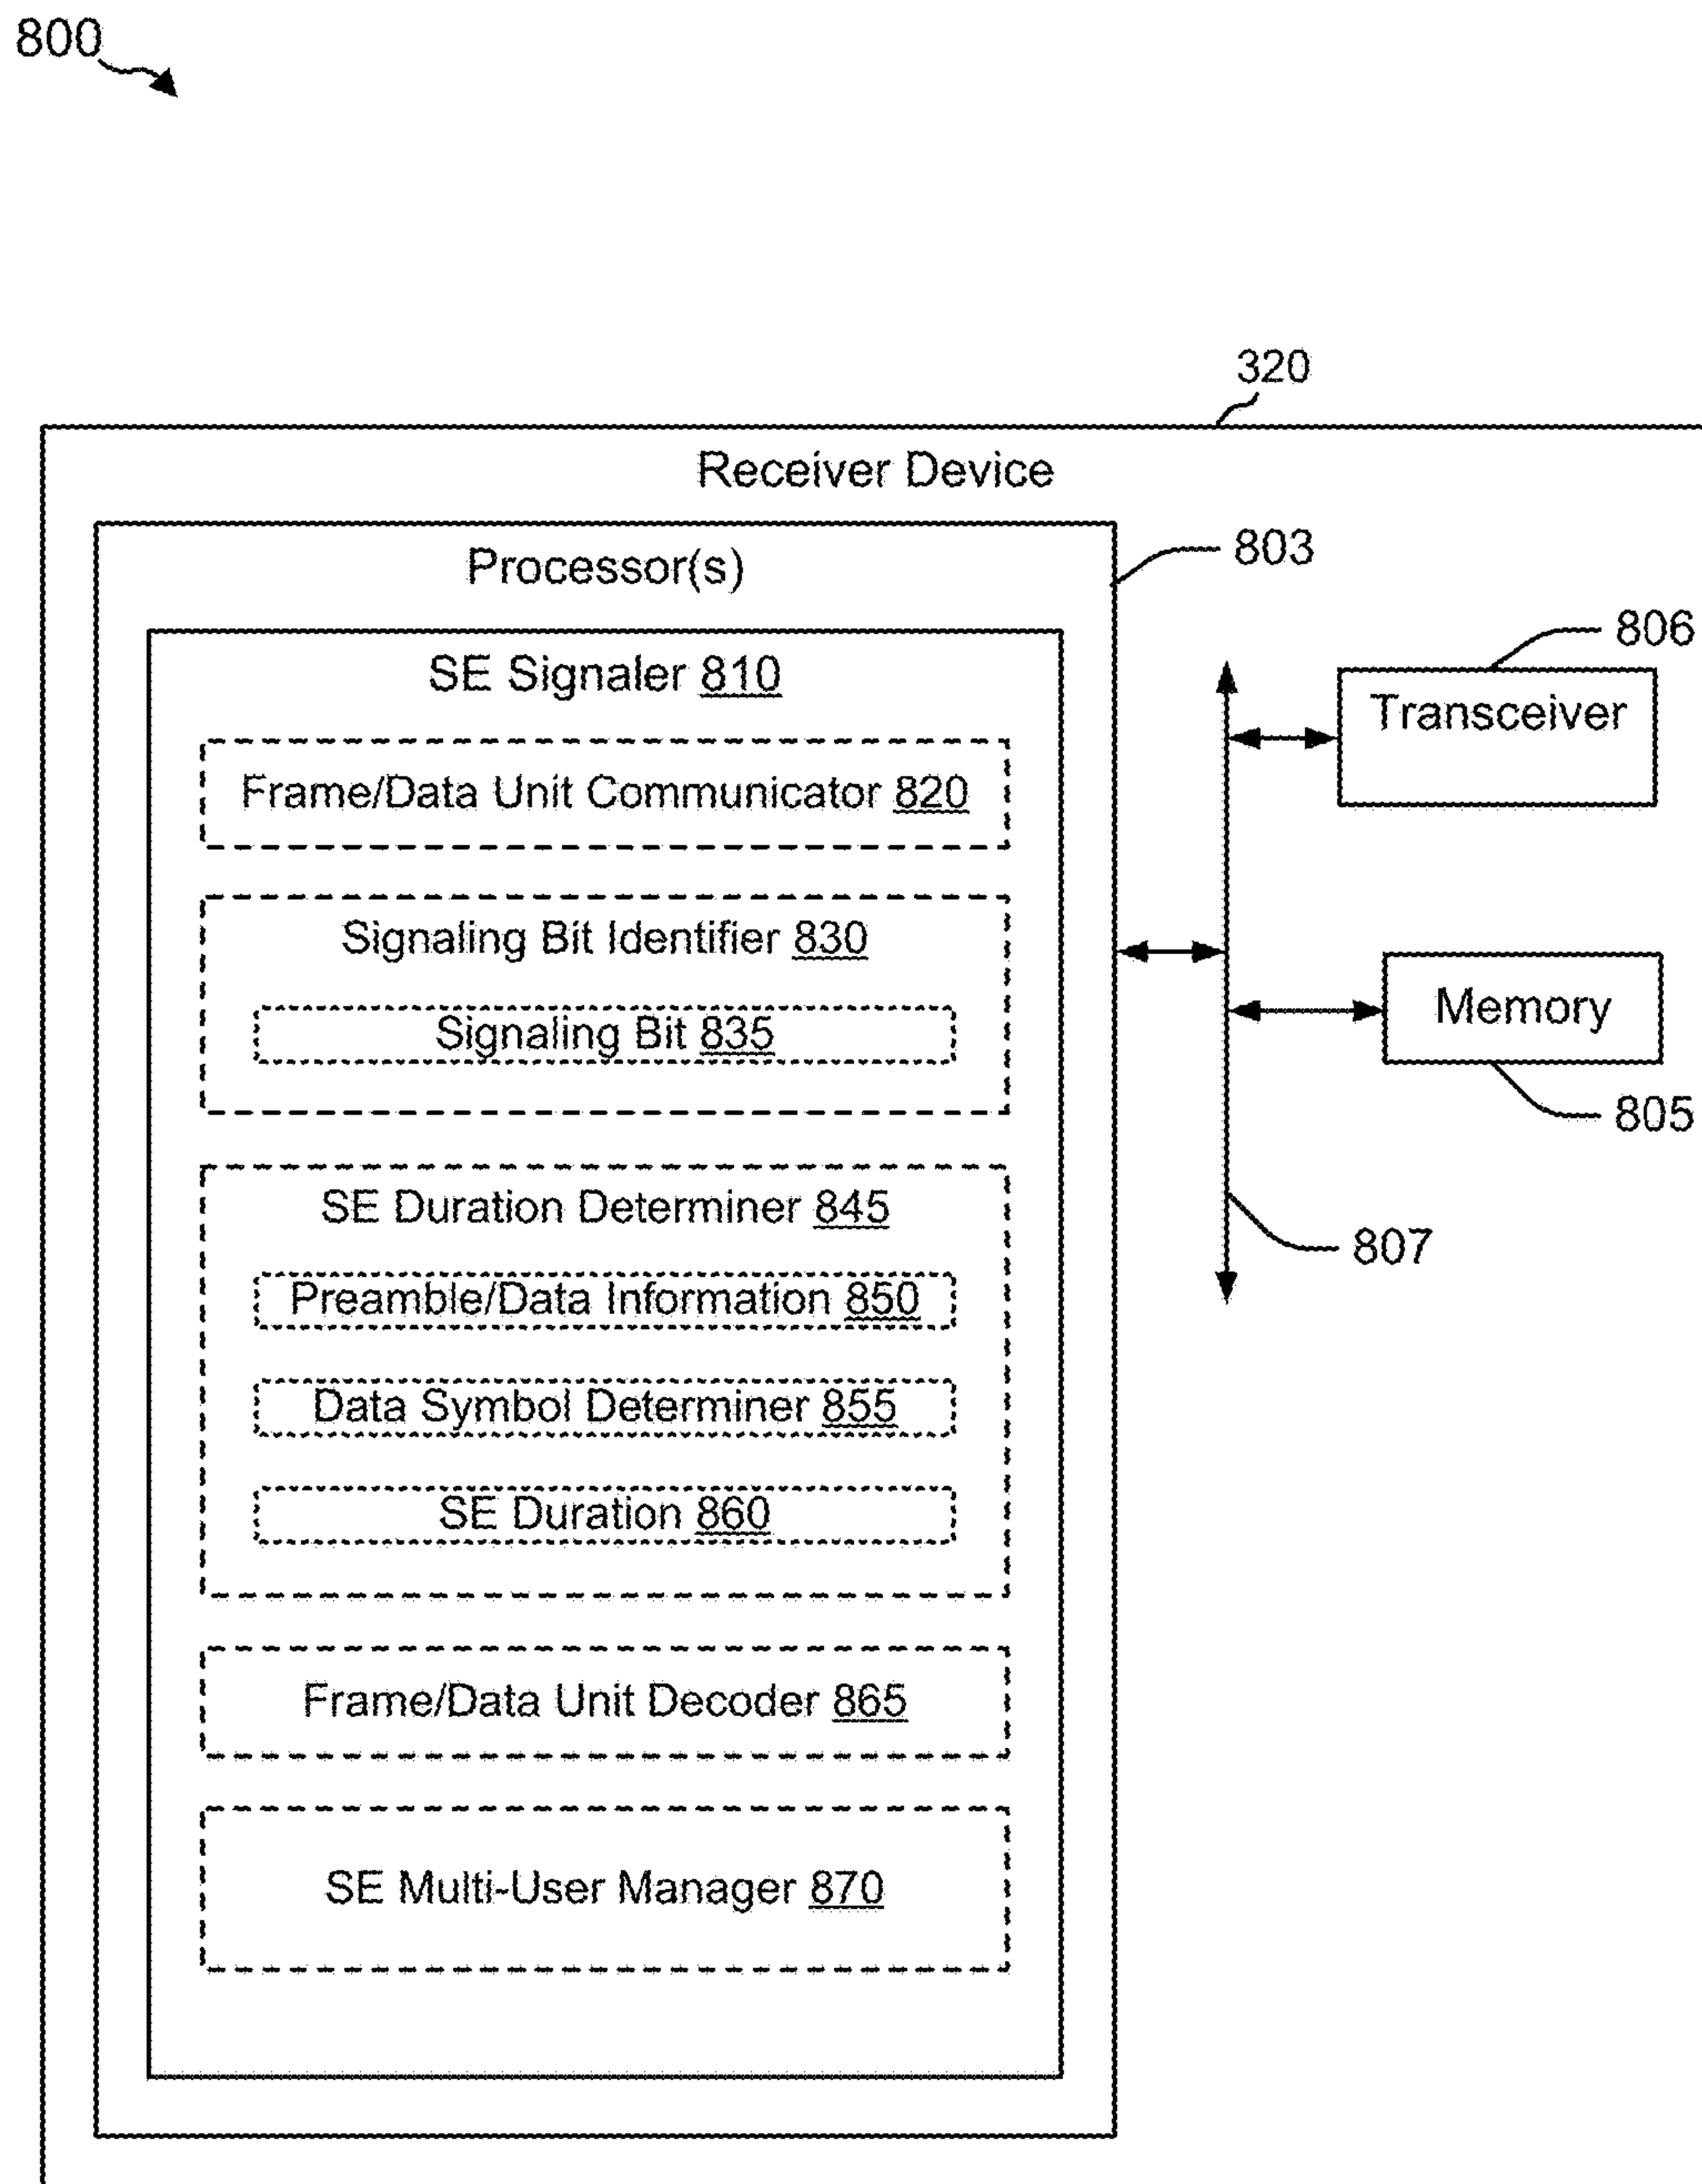 800
320
Receiver Device
Processor(s)
803
SE Signaler 810
806
Transceiver
Frame/Data Unit Communicator 820
Signaling Bit Identifier 830
Signaling Bit 835
Memory
805
SE Duration Determiner 845
807
Preamble/Data Information 850
Data Symbol Determiner 855
SE Duration 860
Frame/Data Unit Decoder 865
SE Multi-User Manager 870